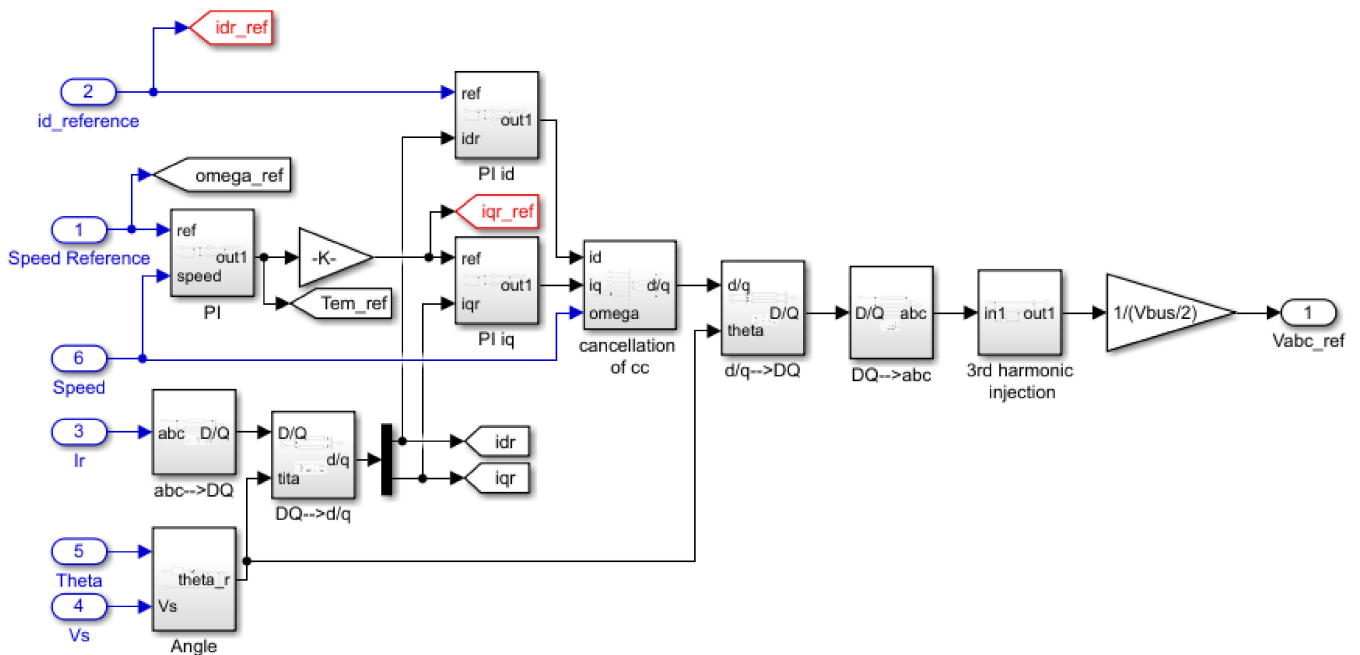 idr_ref
2
id_reference
ref
idr
out1
PI id
omega_ref
1
Speed Reference
ref
speed
out1
PI
-K-
Tem_ref
iqr_ref
ref
iqr
out1
PI iq
id
iq
omega
d/q
cancellation
of cc
d/q
theta
D/Q
d/q-->DQ
D/Q
abc
DQ-->abc
in1
out1
3rd harmonic
injection
1/(Vbus/2)
1
Vabc_ref
6
Speed
3
Ir
abc
D/Q
abc-->DQ
D/Q
tita
d/q
DQ-->d/q
idr
iqr
5
Theta
4
Vs
Vs
theta_r
Angle